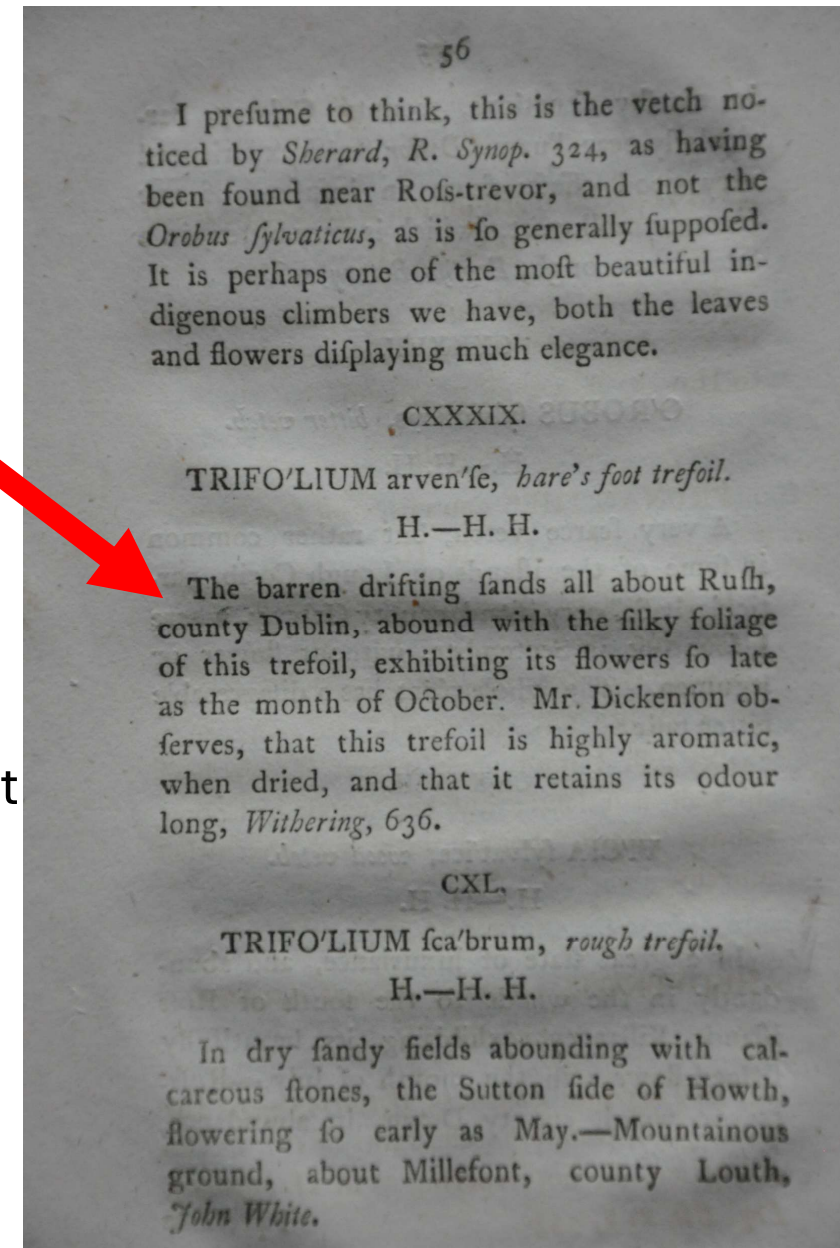 56
I preſume to think, this is the vetch no-
ticed by Sherard, R. Synop. 324, as having
been found near Roſs-trevor, and not the
Orobus ſylvaticus, as is ſo generally ſuppoſed.
It is perhaps one of the moſt beautiful in-
digenous climbers we have, both the leaves
and flowers diſplaying much elegance.
CXXXIX.
TRIFO'LIUM arven'ſe, hare's foot trefoil.
H.—H. H.
The barren drifting ſands all about Ruſh,
county Dublin, abound with the ſilky foliage
of this trefoil, exhibiting its flowers ſo late
as the month of October. Mr. Dickenſon ob-
ſerves, that this trefoil is highly aromatic,
t
when dried, and that it retains its odour
long, Withering, 636.
CXL.
TRIFO'LIUM ſca'brum, rough trefoil.
H.—H. H.
In dry ſandy fields abounding with cal-
careous ſtones, the Sutton ſide of Howth,
flowering ſo early as May.—Mountainous
ground, about Millefont, county Louth,
John White.